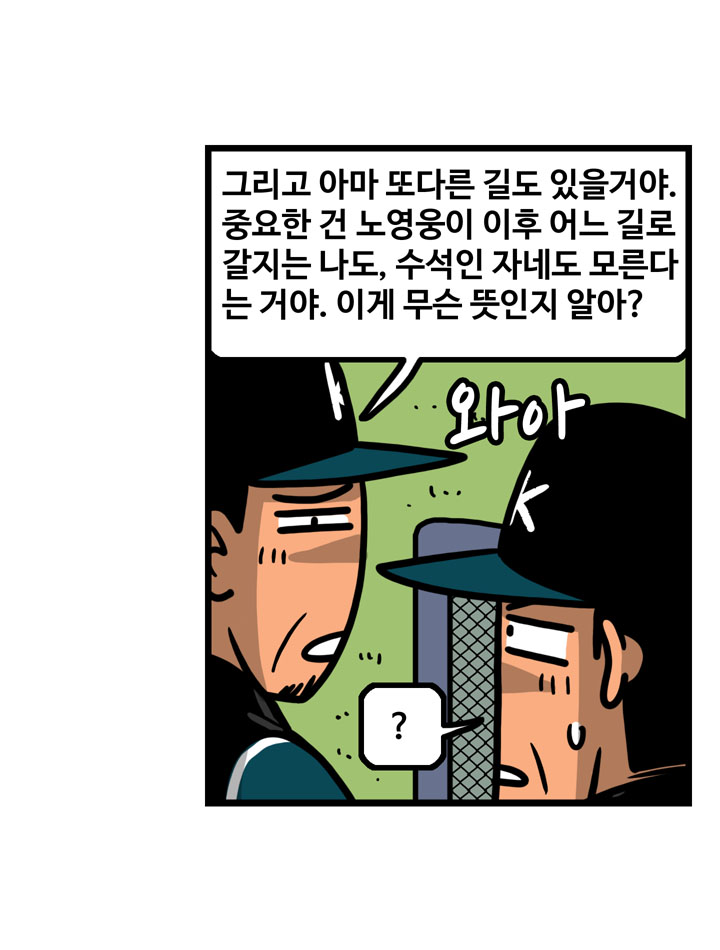 그리고 아마 또다른 길도 있을거야.
중요한 건 노영웅이 이후 어느 길로
갈지는 나도, 수석인 자네도 모른다
는 거야. 이게 무슨 뜻인지 알아?
와아
K
?